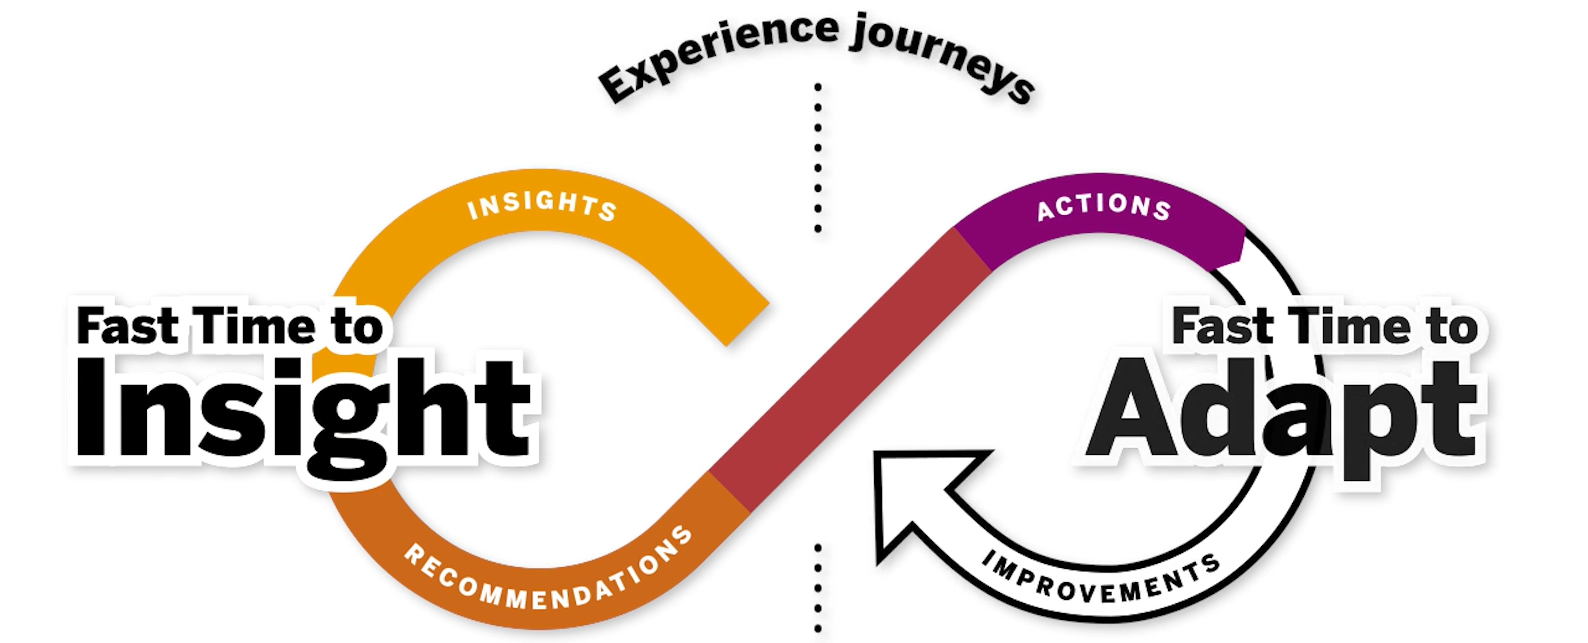 Experience journeys
INSIGHTS
ACTIONS
Fast Time to
Insight
Fast Time to
Adapt
RECOMMENDATIONS
IMPROVEMENTS